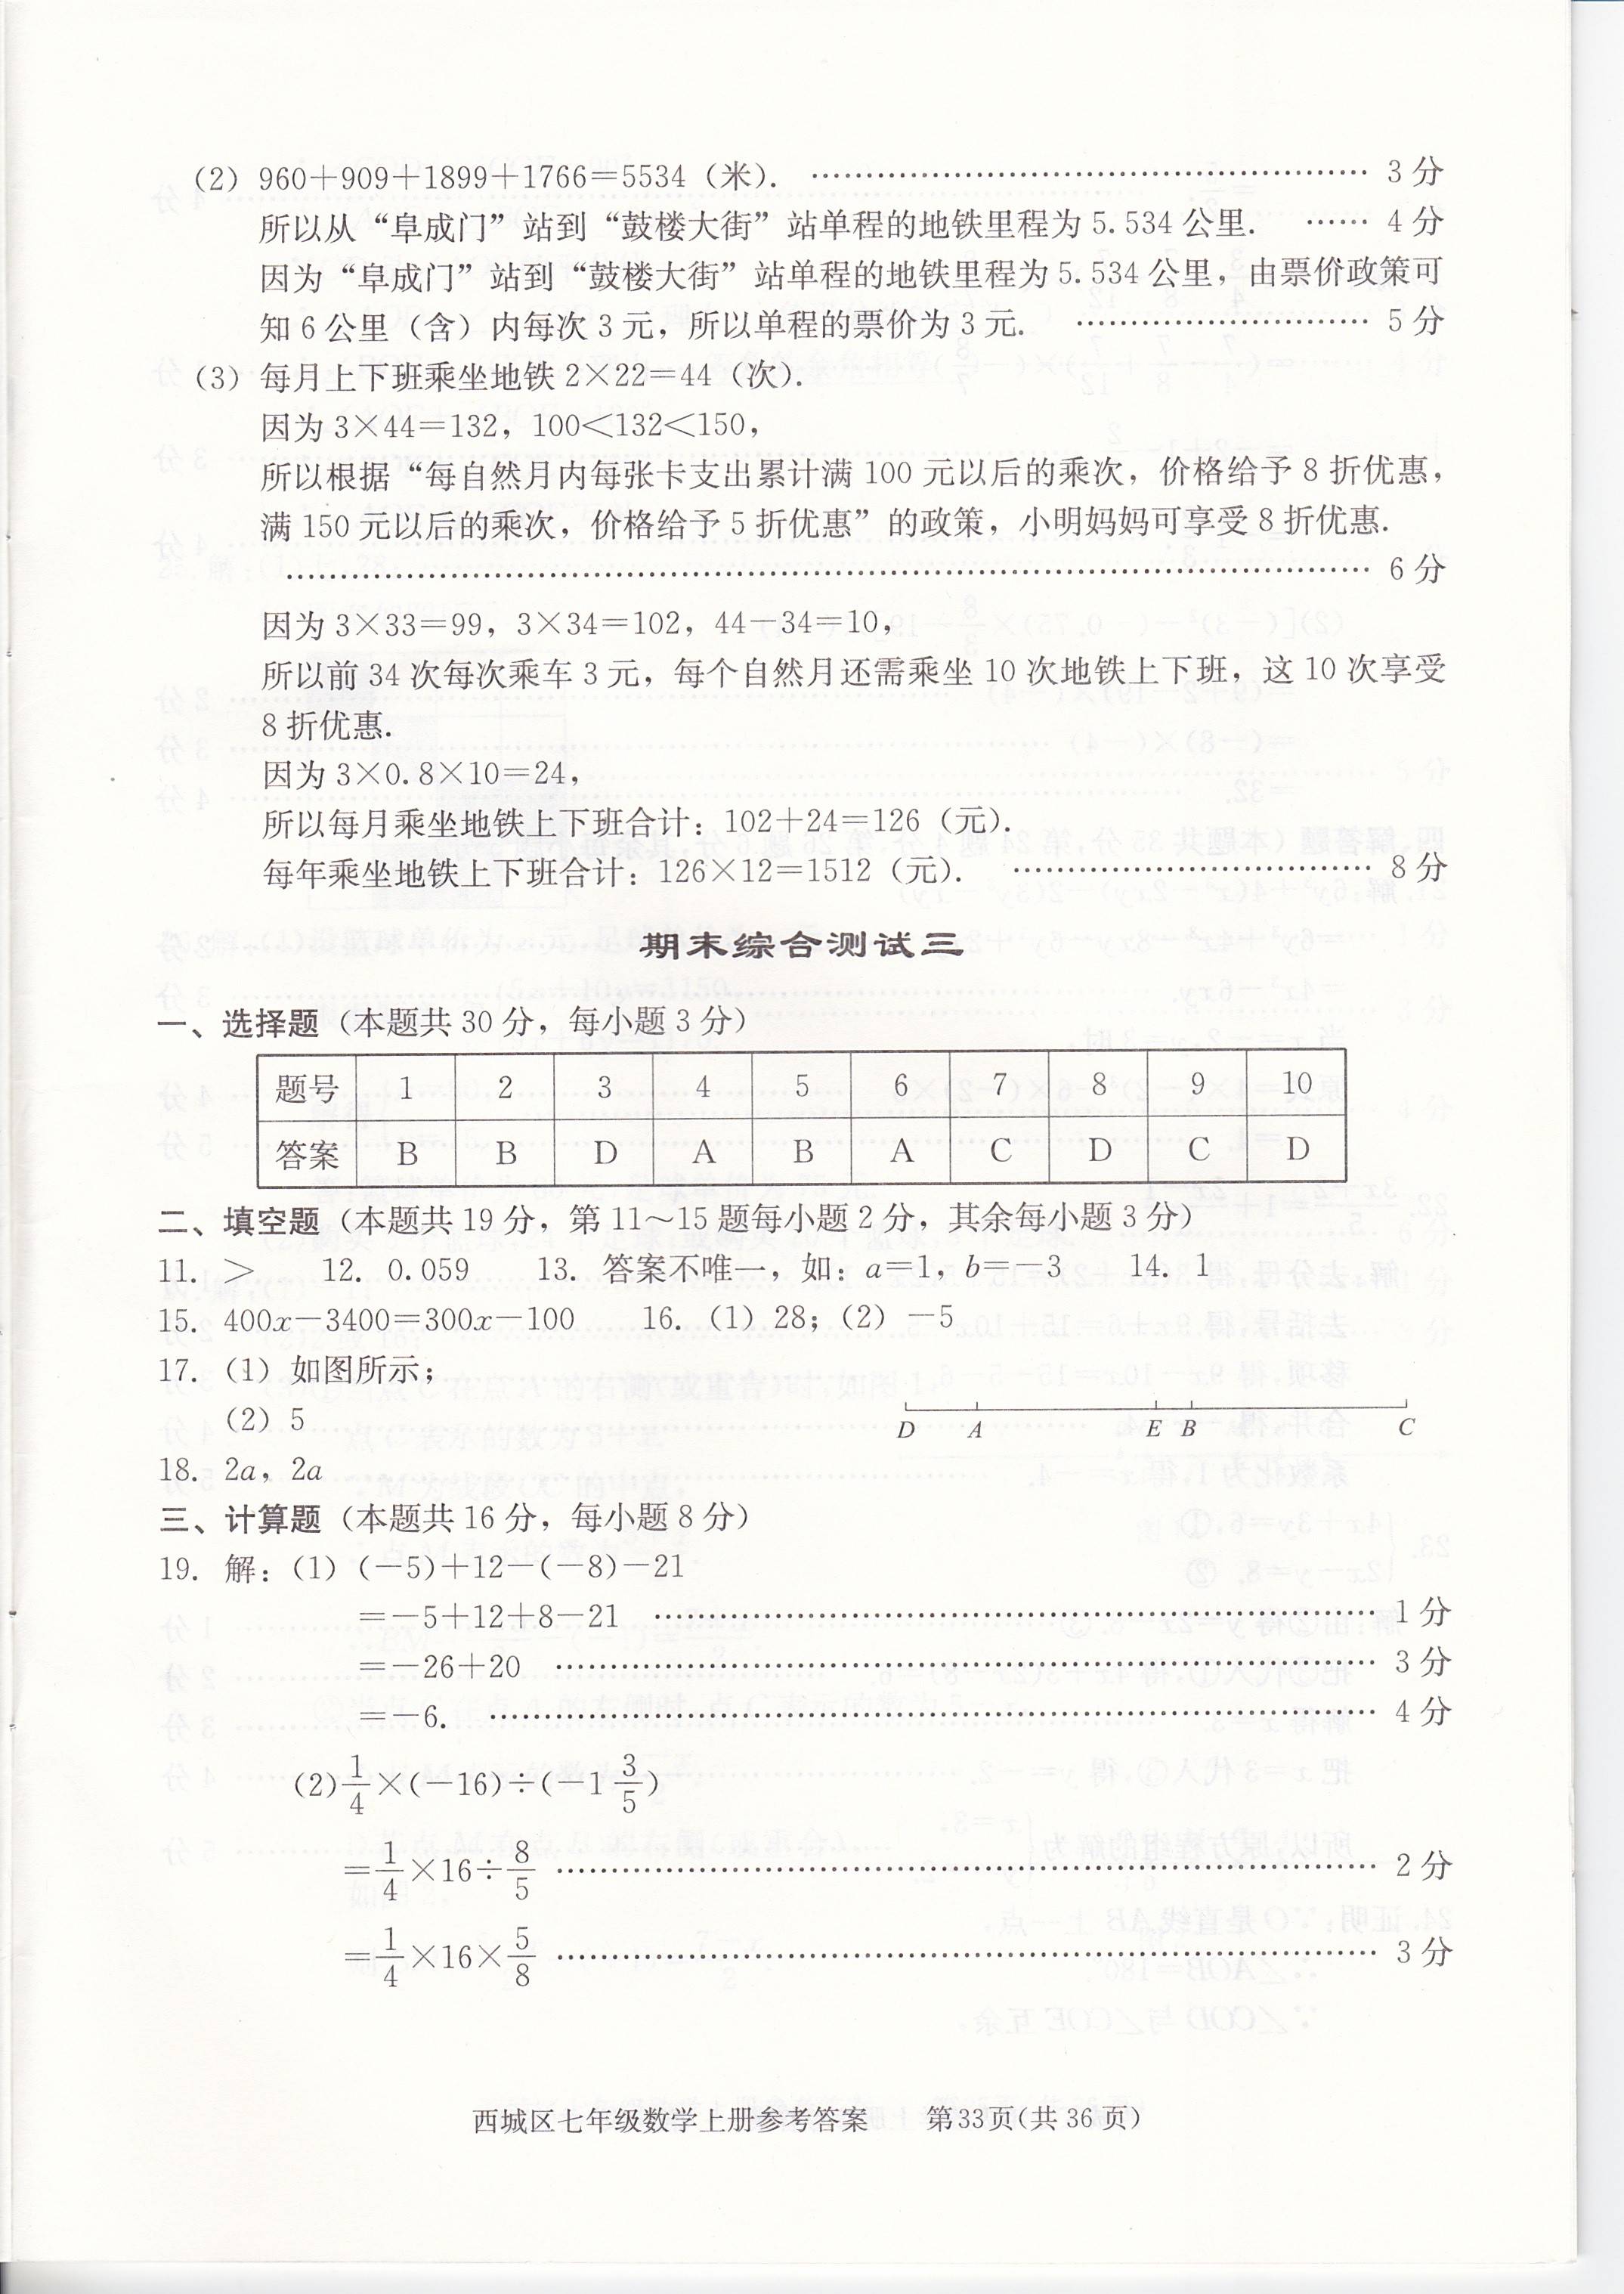 (2) 960+909+1899+1766=5534（米）. ………………………………………………… 3 分
所以从“阜成门”站到“鼓楼大街”站单程的地铁里程为 5.534 公里. …… 4 分
因为“阜成门”站到“鼓楼大街”站单程的地铁里程为 5.534 公里，由票价政策可
知 6 公里（含）内每次 3 元，所以单程的票价为 3 元. ………………………… 5 分
(3) 每月上下班乘坐地铁 2×22=44（次）.
因为 3×44=132，100<132<150，
所以根据“每自然月内每张卡支出累计满 100 元以后的乘次，价格给予 8 折优惠，
满 150 元以后的乘次，价格给予 5 折优惠”的政策，小明妈妈可享受 8 折优惠.
………………………………………………………………………………………… 6 分
因为 3×33=99，3×34=102，44-34=10，
所以前 34 次每次乘车 3 元，每个自然月还需乘坐 10 次地铁上下班，这 10 次享受
8 折优惠.
因为 3×0.8×10=24，
所以每月乘坐地铁上下班合计：102+24=126（元）.
每年乘坐地铁上下班合计：126×12=1512（元）. ……………………………… 8 分
期末综合测试三
一、选择题（本题共 30 分，每小题 3 分）
题号 1 2 3 4 5 6 7 8 9 10
答案 B B D A B A C D C D
二、填空题（本题共 19 分，第 11～15 题每小题 2 分，其余每小题 3 分）
11. > 12. 0.059 13. 答案不唯一，如：a=1，b=-3 14. 1
15. 400x-3400=300x-100 16. (1) 28；(2) -5
17. (1) 如图所示；
D A E B C
(2) 5
18. 2a，2a
三、计算题（本题共 16 分，每小题 8 分）
19. 解：(1) (-5)+12-(-8)-21
=-5+12+8-21 ………………………………………………………… 1 分
=-26+20 ………………………………………………………………… 3 分
=-6. ……………………………………………………………………… 4 分
(2) 1/4×(-16)÷(-1 3/5)
=1/4×16÷8/5 ………………………………………………………………… 2 分
=1/4×16×5/8 ………………………………………………………………… 3 分
西城区七年级数学上册参考答案 第33页(共 36 页)